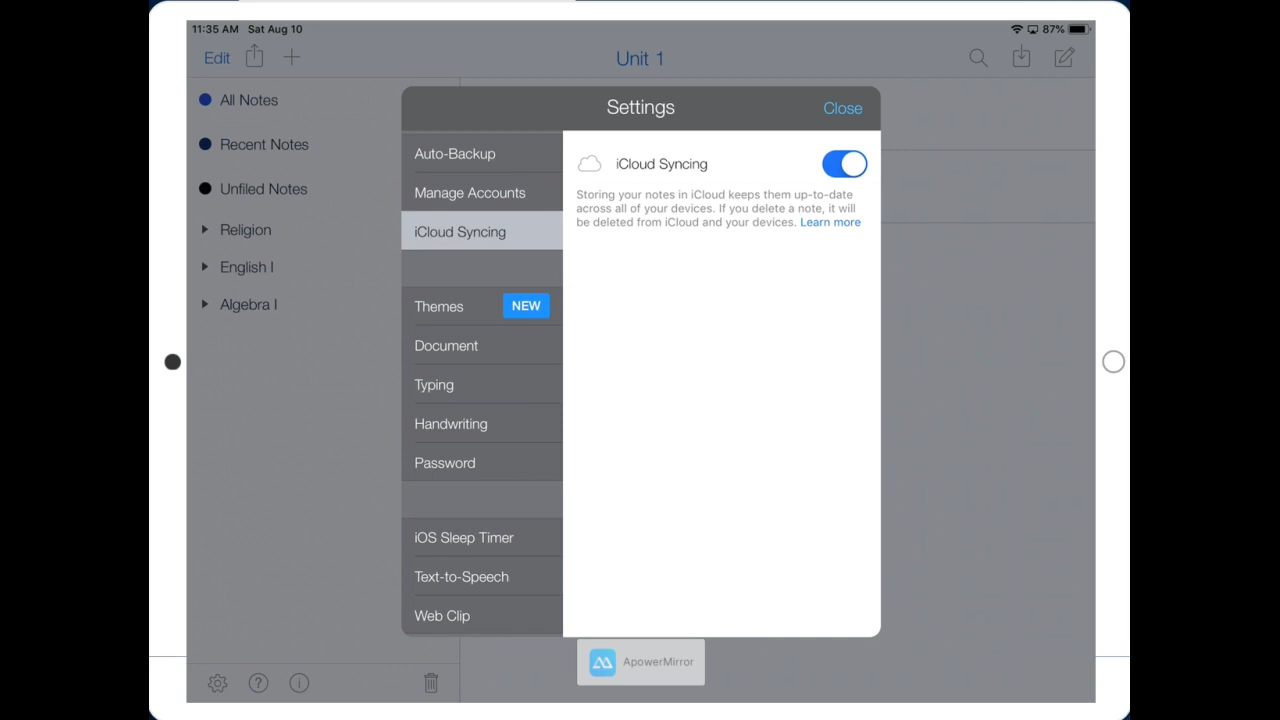 11:35 AM Sat Aug 10
87%
Edit
Unit 1
All Notes
Recent Notes
Unfiled Notes
Religion
English I
Algebra I
Settings
Close
Auto-Backup
Manage Accounts
iCloud Syncing
Themes NEW
Document
Typing
Handwriting
Password
iOS Sleep Timer
Text-to-Speech
Web Clip
iCloud Syncing
Storing your notes in iCloud keeps them up-to-date
across all of your devices. If you delete a note, it will
be deleted from iCloud and your devices. Learn more
ApowerMirror